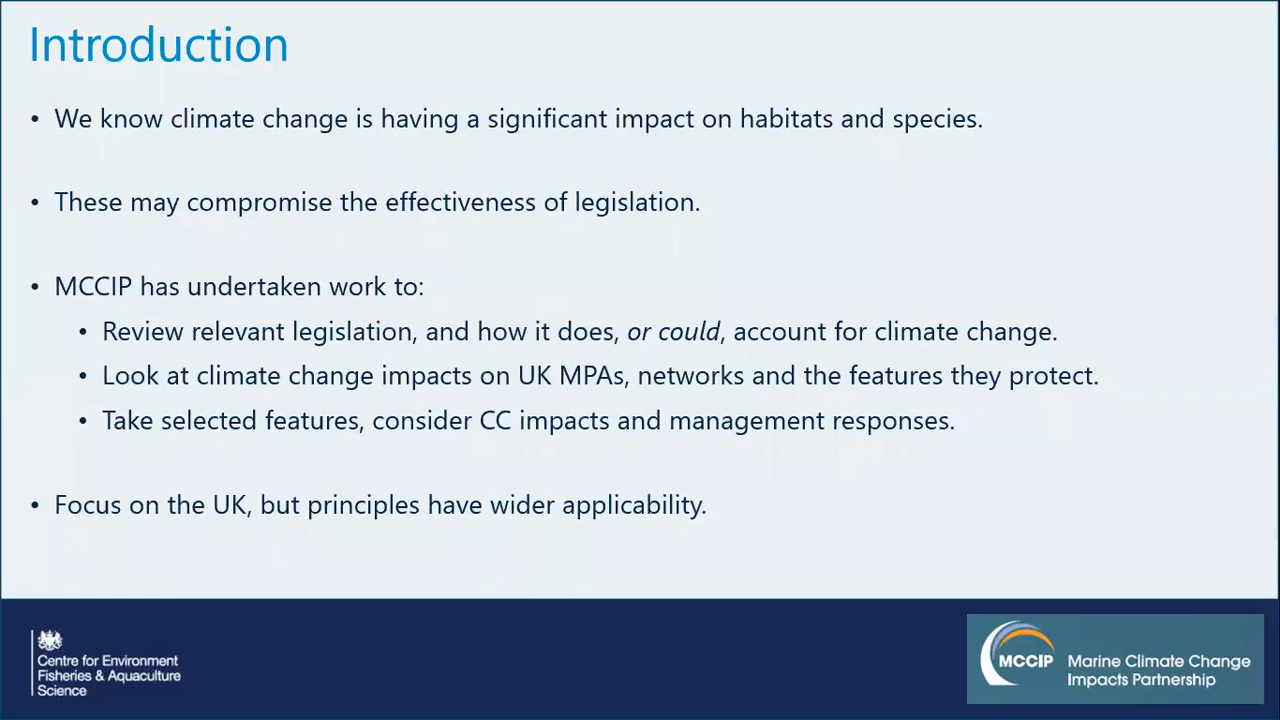 Introduction
• We know climate change is having a significant impact on habitats and species.
• These may compromise the effectiveness of legislation.
• MCCIP has undertaken work to:
• Review relevant legislation, and how it does, or could, account for climate change.
• Look at climate change impacts on UK MPAs, networks and the features they protect.
• Take selected features, consider CC impacts and management responses.
• Focus on the UK, but principles have wider applicability.
Centre for Environment
Fisheries & Aquaculture
Science
MCCIP
Marine Climate Change
Impacts Partnership